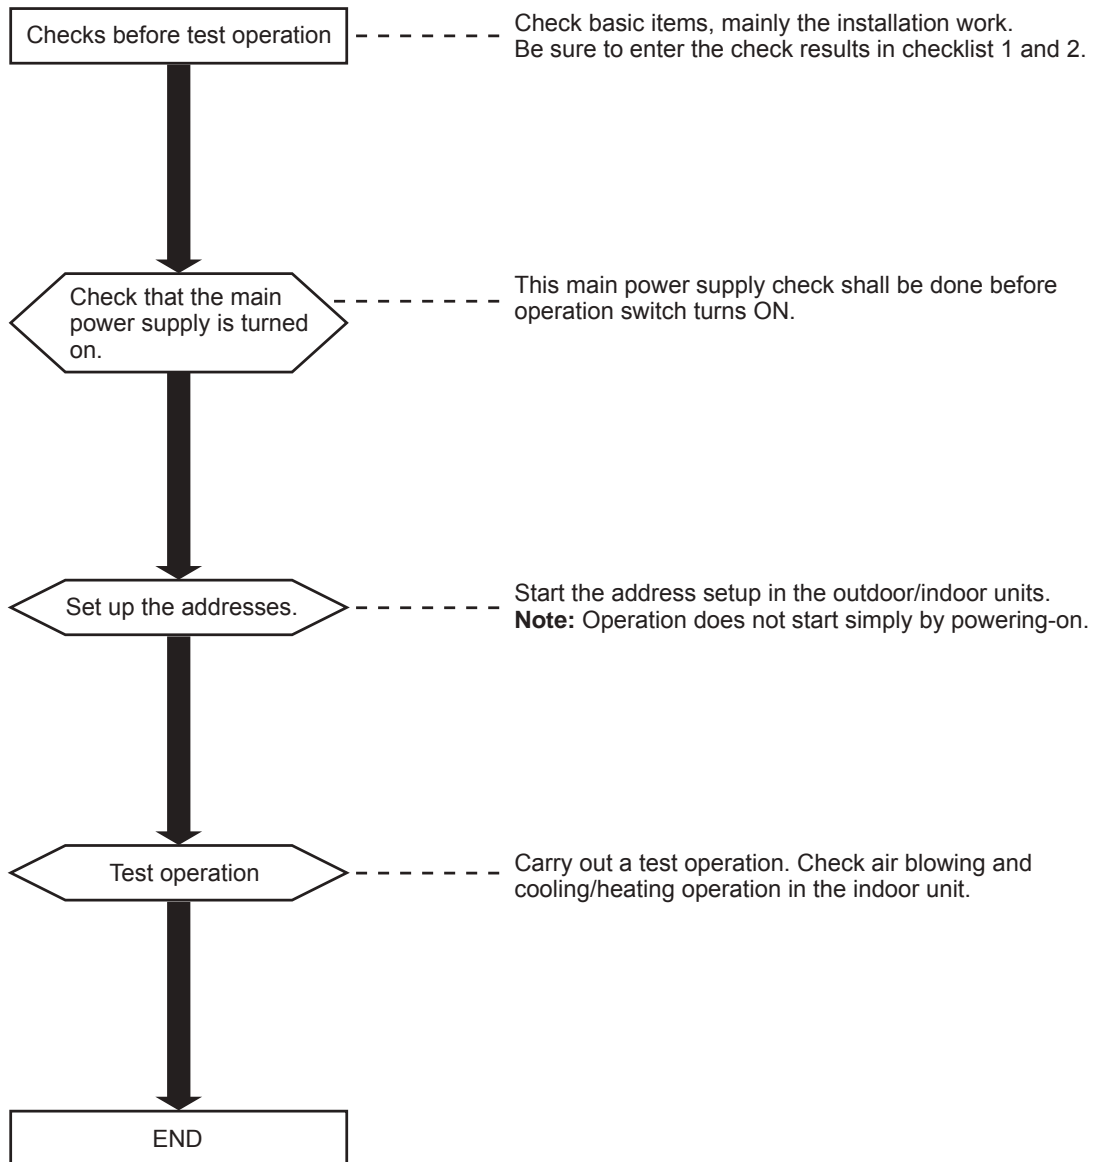 Checks before test operation
Check basic items, mainly the installation work.
Be sure to enter the check results in checklist 1 and 2.
Check that the main
power supply is turned
on.
This main power supply check shall be done before
operation switch turns ON.
Set up the addresses.
Start the address setup in the outdoor/indoor units.
Note: Operation does not start simply by powering-on.
Test operation
Carry out a test operation. Check air blowing and
cooling/heating operation in the indoor unit.
END